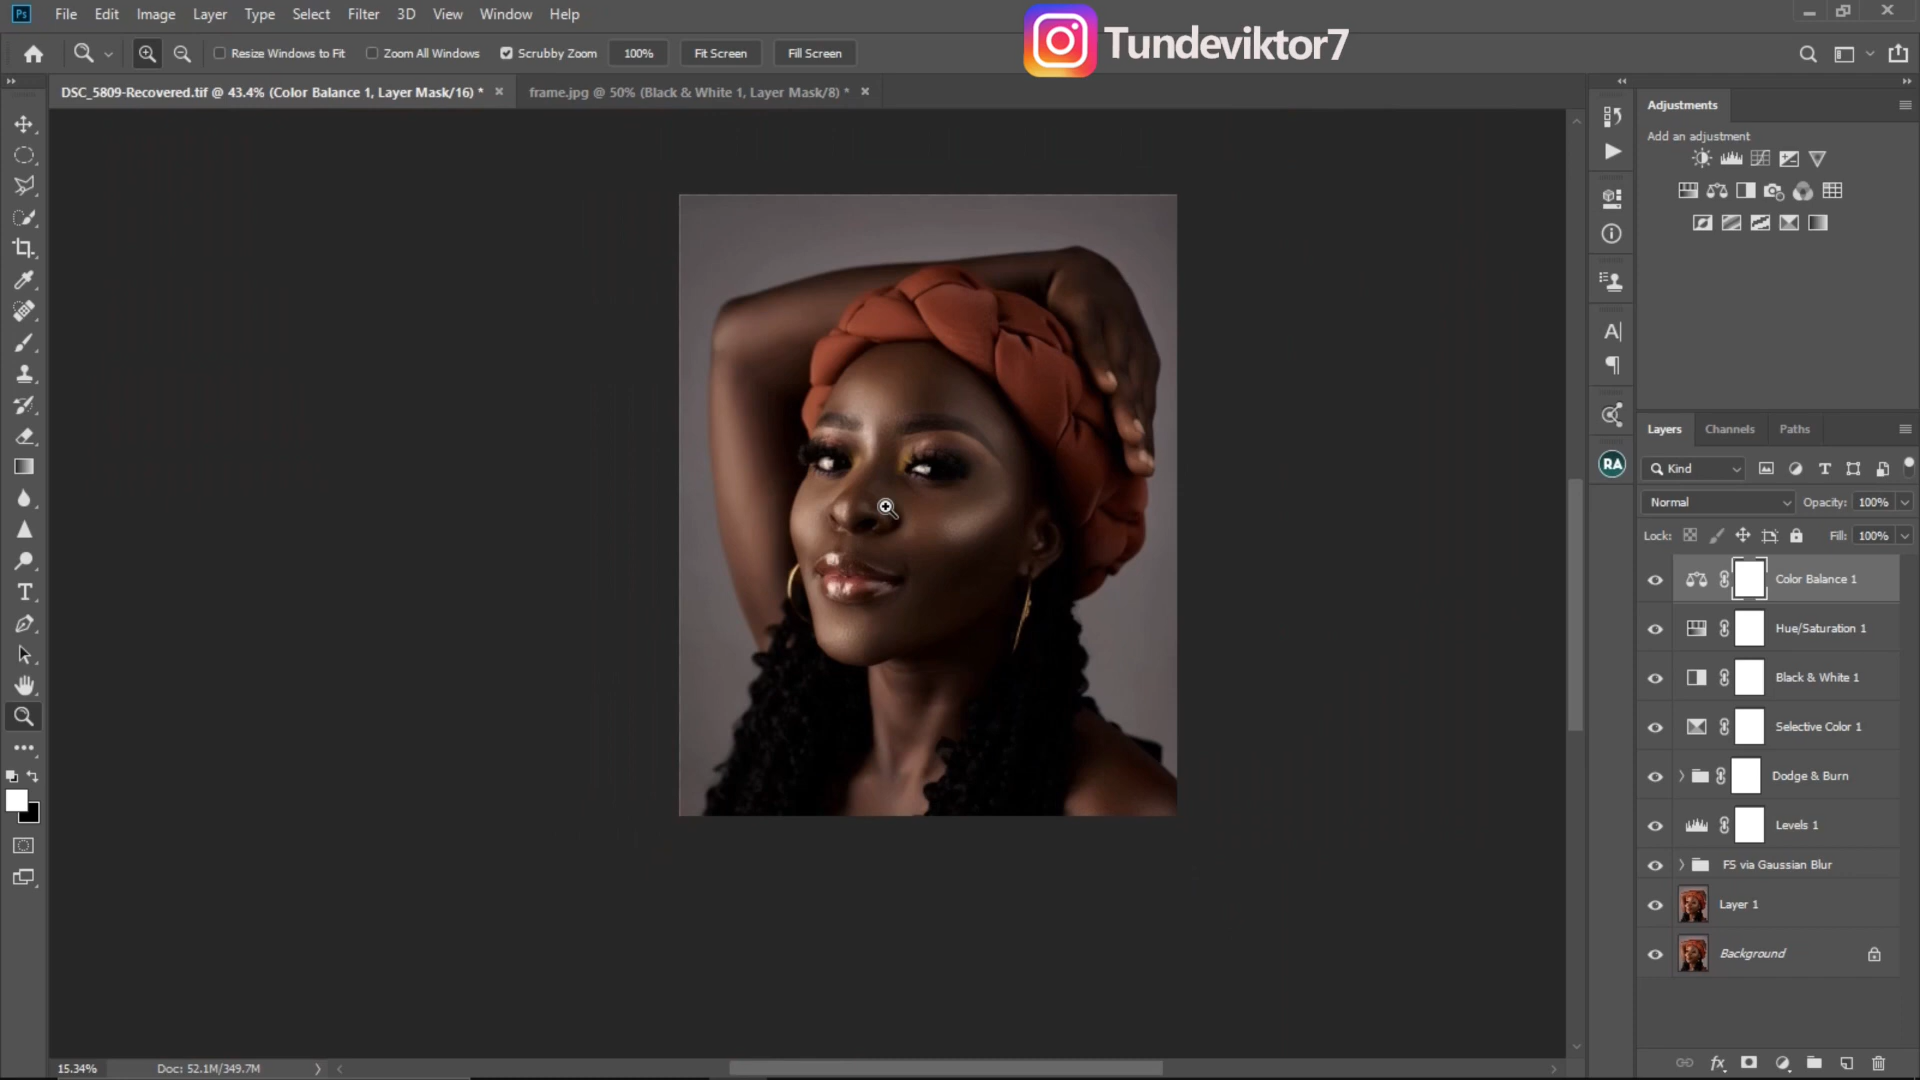 Ps File Edit Image Layer Type Select Filter 3D View Window Help
Tundeviktor7
Resize Windows to Fit Zoom All Windows Scrubby Zoom 100% Fit Screen Fill Screen
DSC_5809-Recovered.tif @ 43.4% (Color Balance 1, Layer Mask/16) *
frame.jpg @ 50% (Black & White 1, Layer Mask/8) *
Adjustments
Add an adjustment
Layers Channels Paths
RA
Kind
Normal Opacity: 100%
Lock: Fill: 100%
Color Balance 1
Hue/Saturation 1
Black & White 1
Selective Color 1
Dodge & Burn
Levels 1
FS via Gaussian Blur
Layer 1
Background
15.34% Doc: 52.1M/349.7M
fx